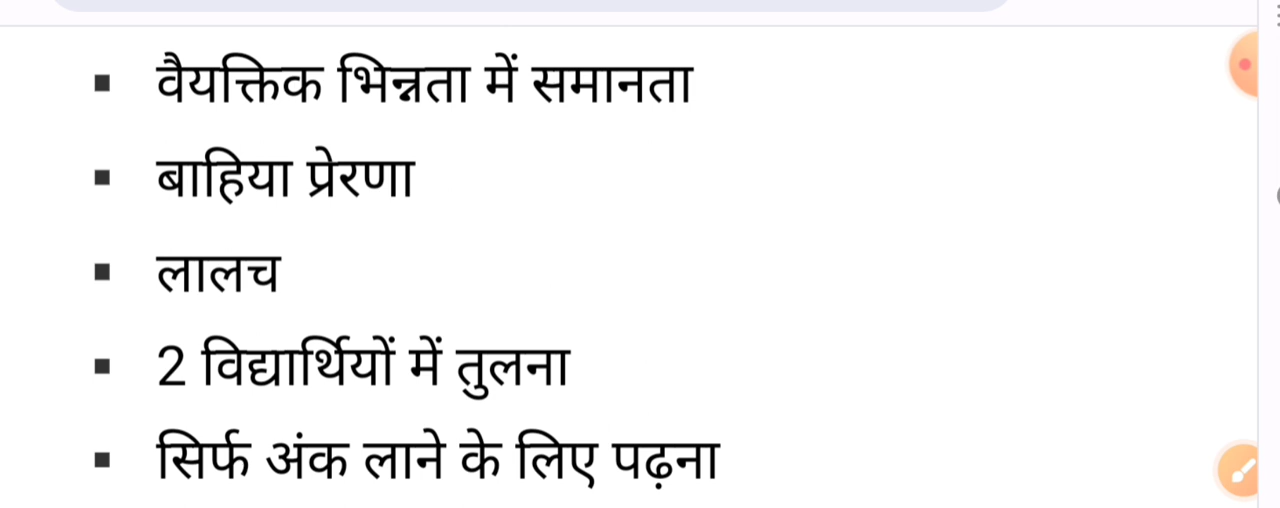 ▪ वैयक्तिक भिन्नता में समानता
▪ बाहिया प्रेरणा
▪ लालच
▪ 2 विद्यार्थियों में तुलना
▪ सिर्फ अंक लाने के लिए पढ़ना